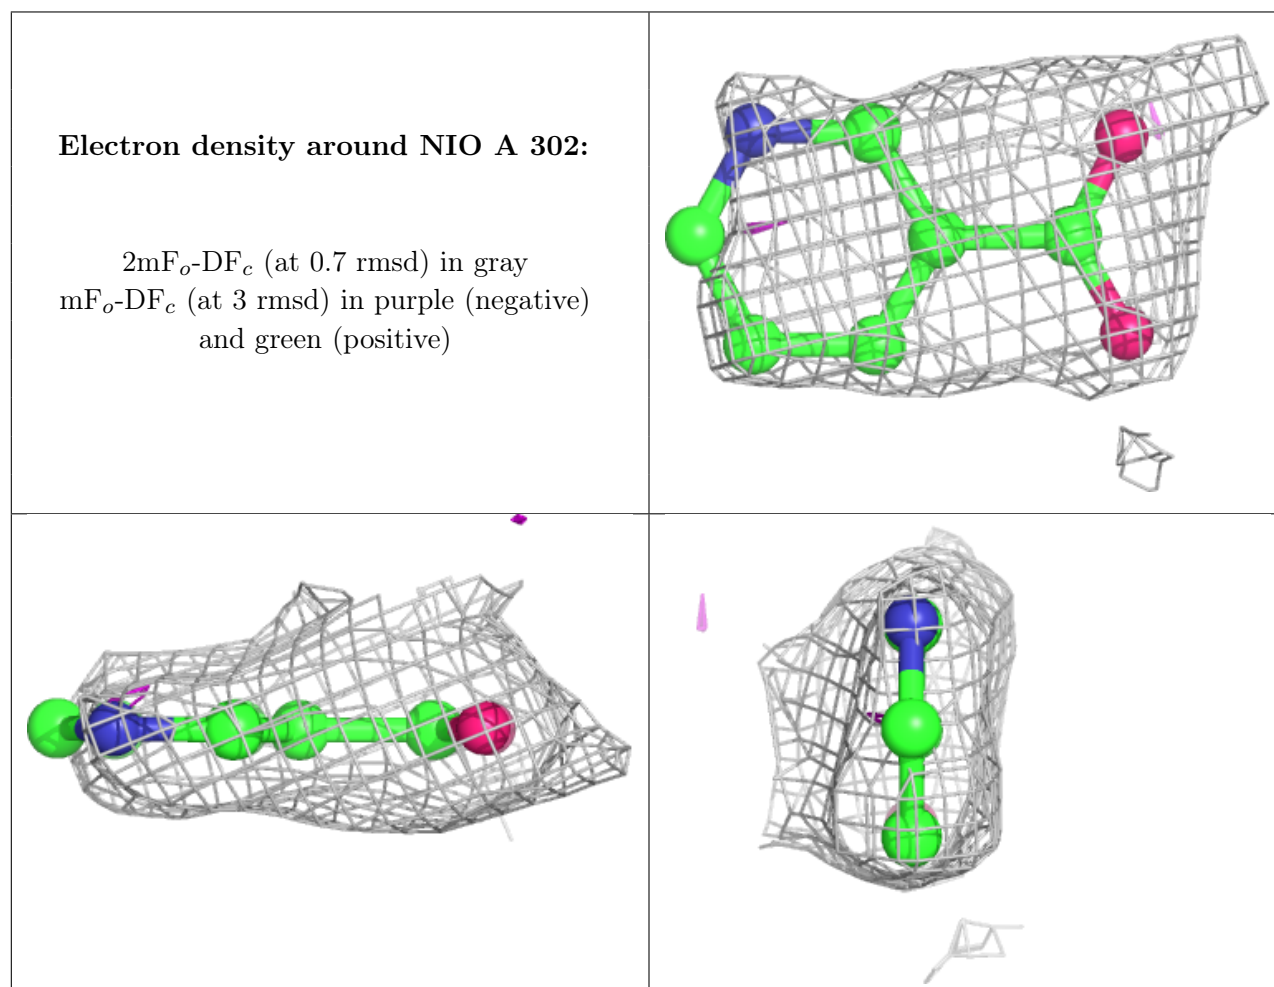 Electron density around NIO A 302:
2mFo-DFc (at 0.7 rmsd) in gray
mFo-DFc (at 3 rmsd) in purple (negative)
and green (positive)